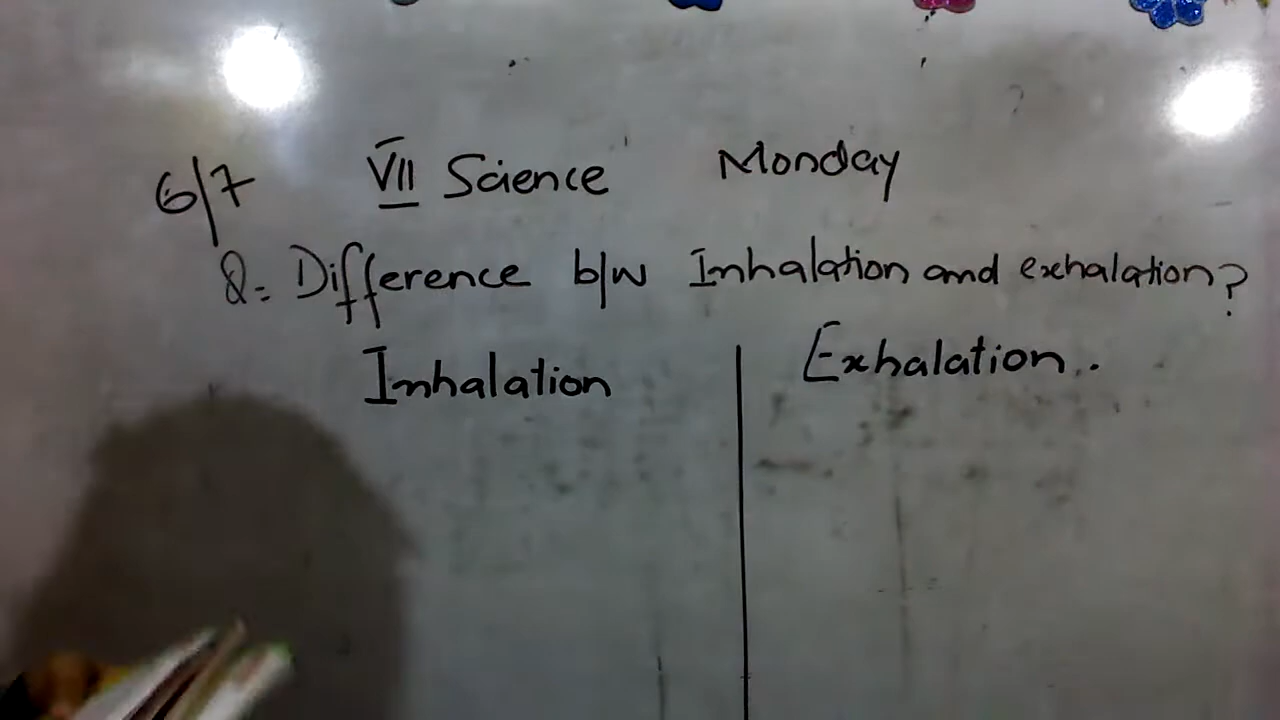 6/7 VII Science Monday
Q= Difference b/w Inhalation and exhalation?
Inhalation Exhalation.